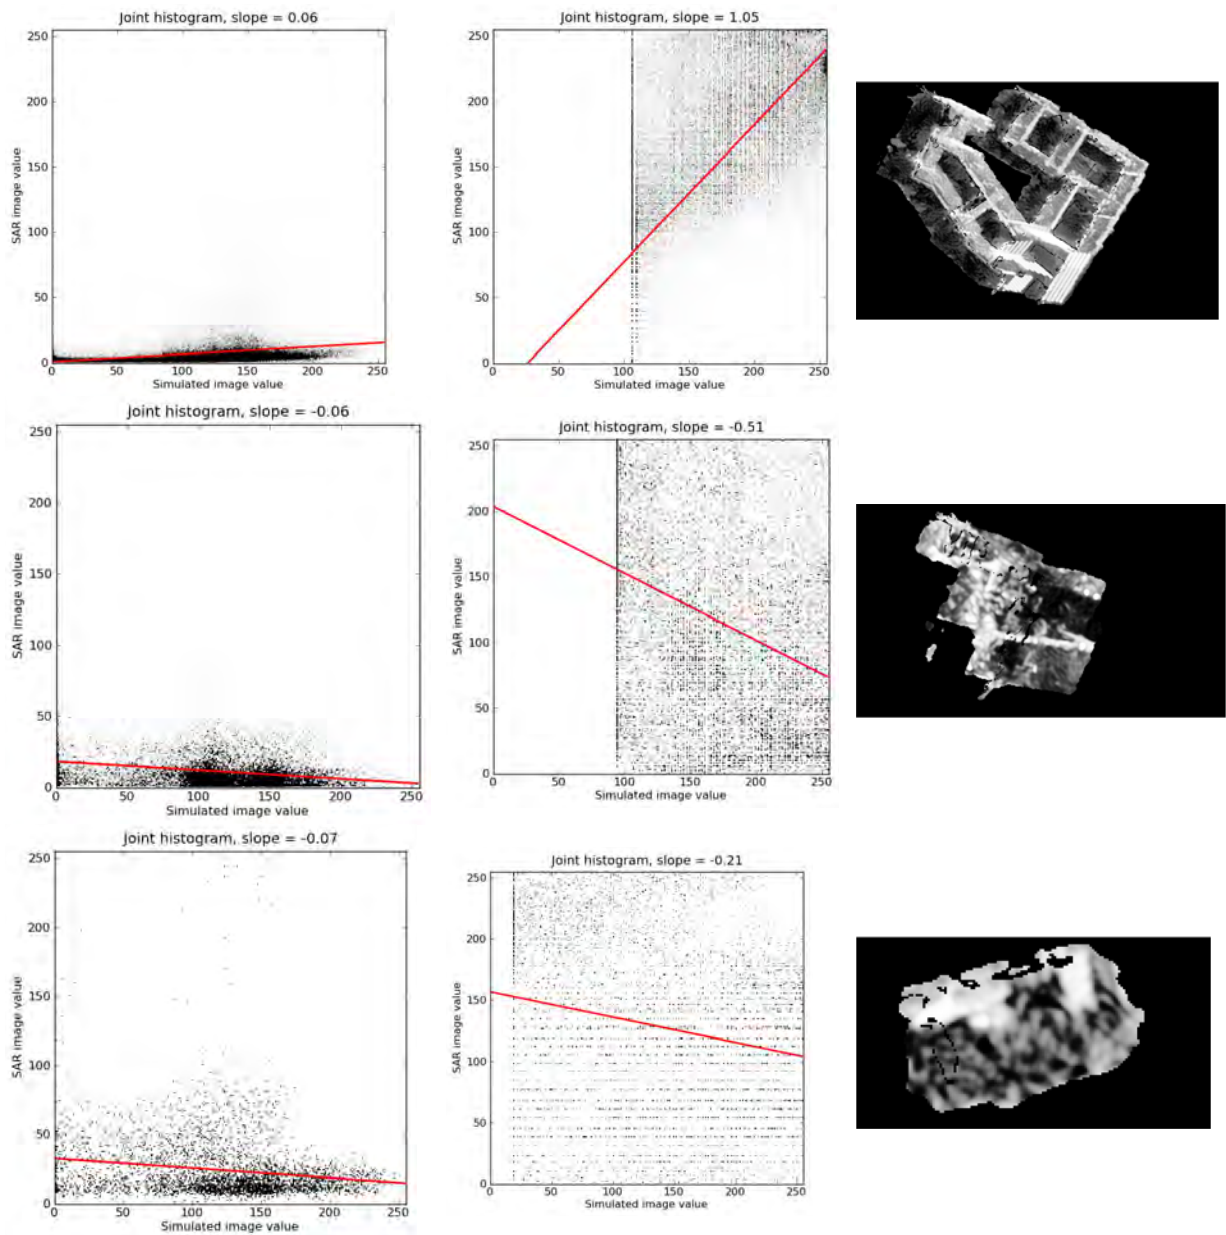 Joint histogram, slope = 0.06
SAR image value
250
200
150
100
50
0
0 50 100 150 200 250
Simulated image value
Joint histogram, slope = 1.05
SAR image value
250
200
150
100
50
0
0 50 100 150 200 250
Simulated image value
Joint histogram, slope = -0.06
SAR image value
250
200
150
100
50
0
0 50 100 150 200 250
Simulated image value
Joint histogram, slope = -0.51
SAR image value
250
200
150
100
50
0
0 50 100 150 200 250
Simulated image value
Joint histogram, slope = -0.07
SAR image value
250
200
150
100
50
0
0 50 100 150 200 250
Simulated image value
Joint histogram, slope = -0.21
SAR image value
250
200
150
100
50
0
0 50 100 150 200 250
Simulated image value